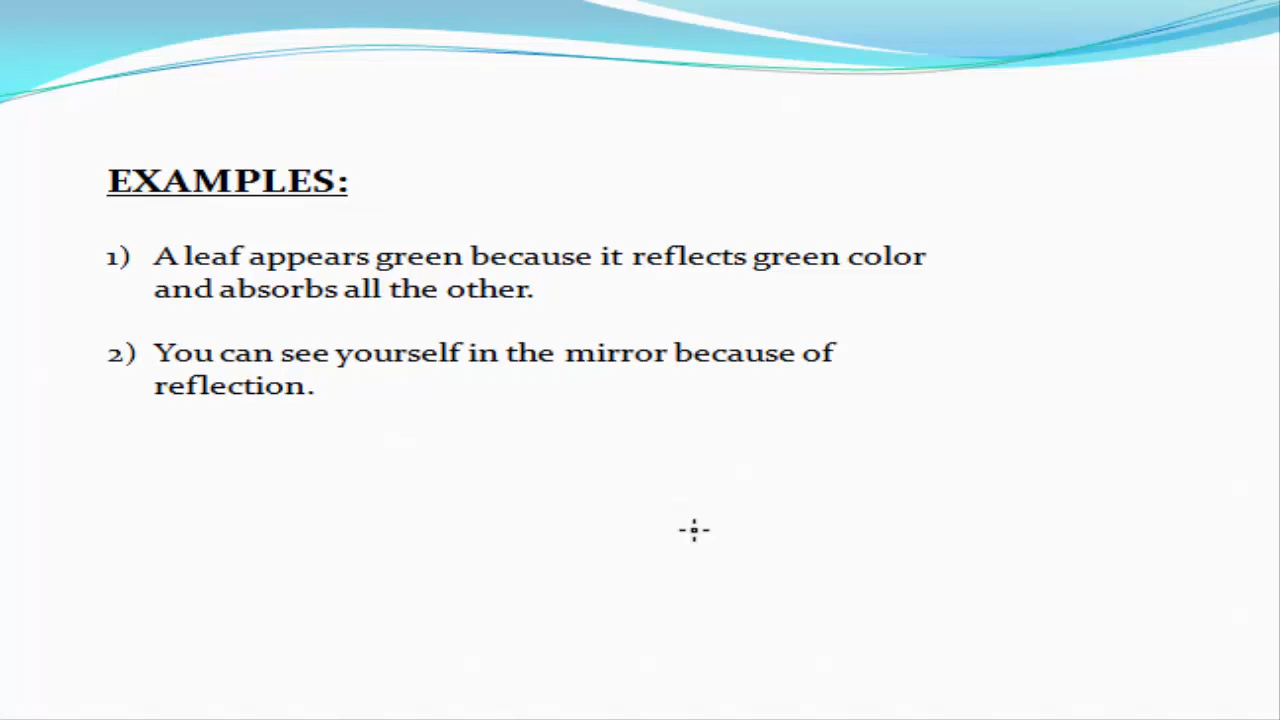 EXAMPLES:
1) A leaf appears green because it reflects green color
and absorbs all the other.
2) You can see yourself in the mirror because of
reflection.